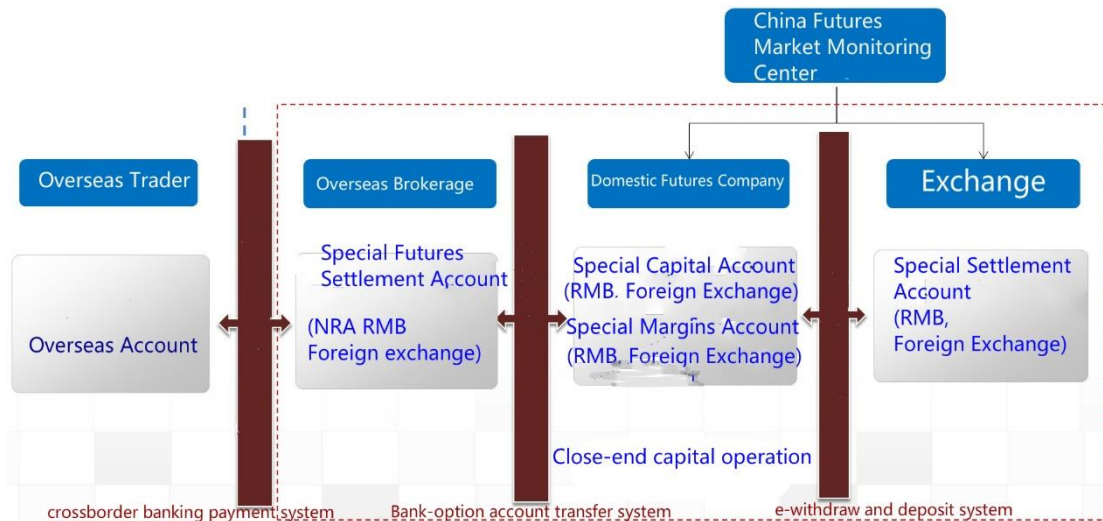 China Futures
Market Monitoring
Center
Overseas Trader
Overseas Brokerage
Domestic Futures Company
Exchange
Overseas Account
Special Futures
Settlement Account
(NRA RMB
Foreign exchange)
Special Capital Account
(RMB. Foreign Exchange)
Special Margins Account
(RMB. Foreign Exchange)
Special Settlement
Account
(RMB,
Foreign Exchange)
Close-end capital operation
crossborder banking payment system
Bank-option account transfer system
e-withdraw and deposit system